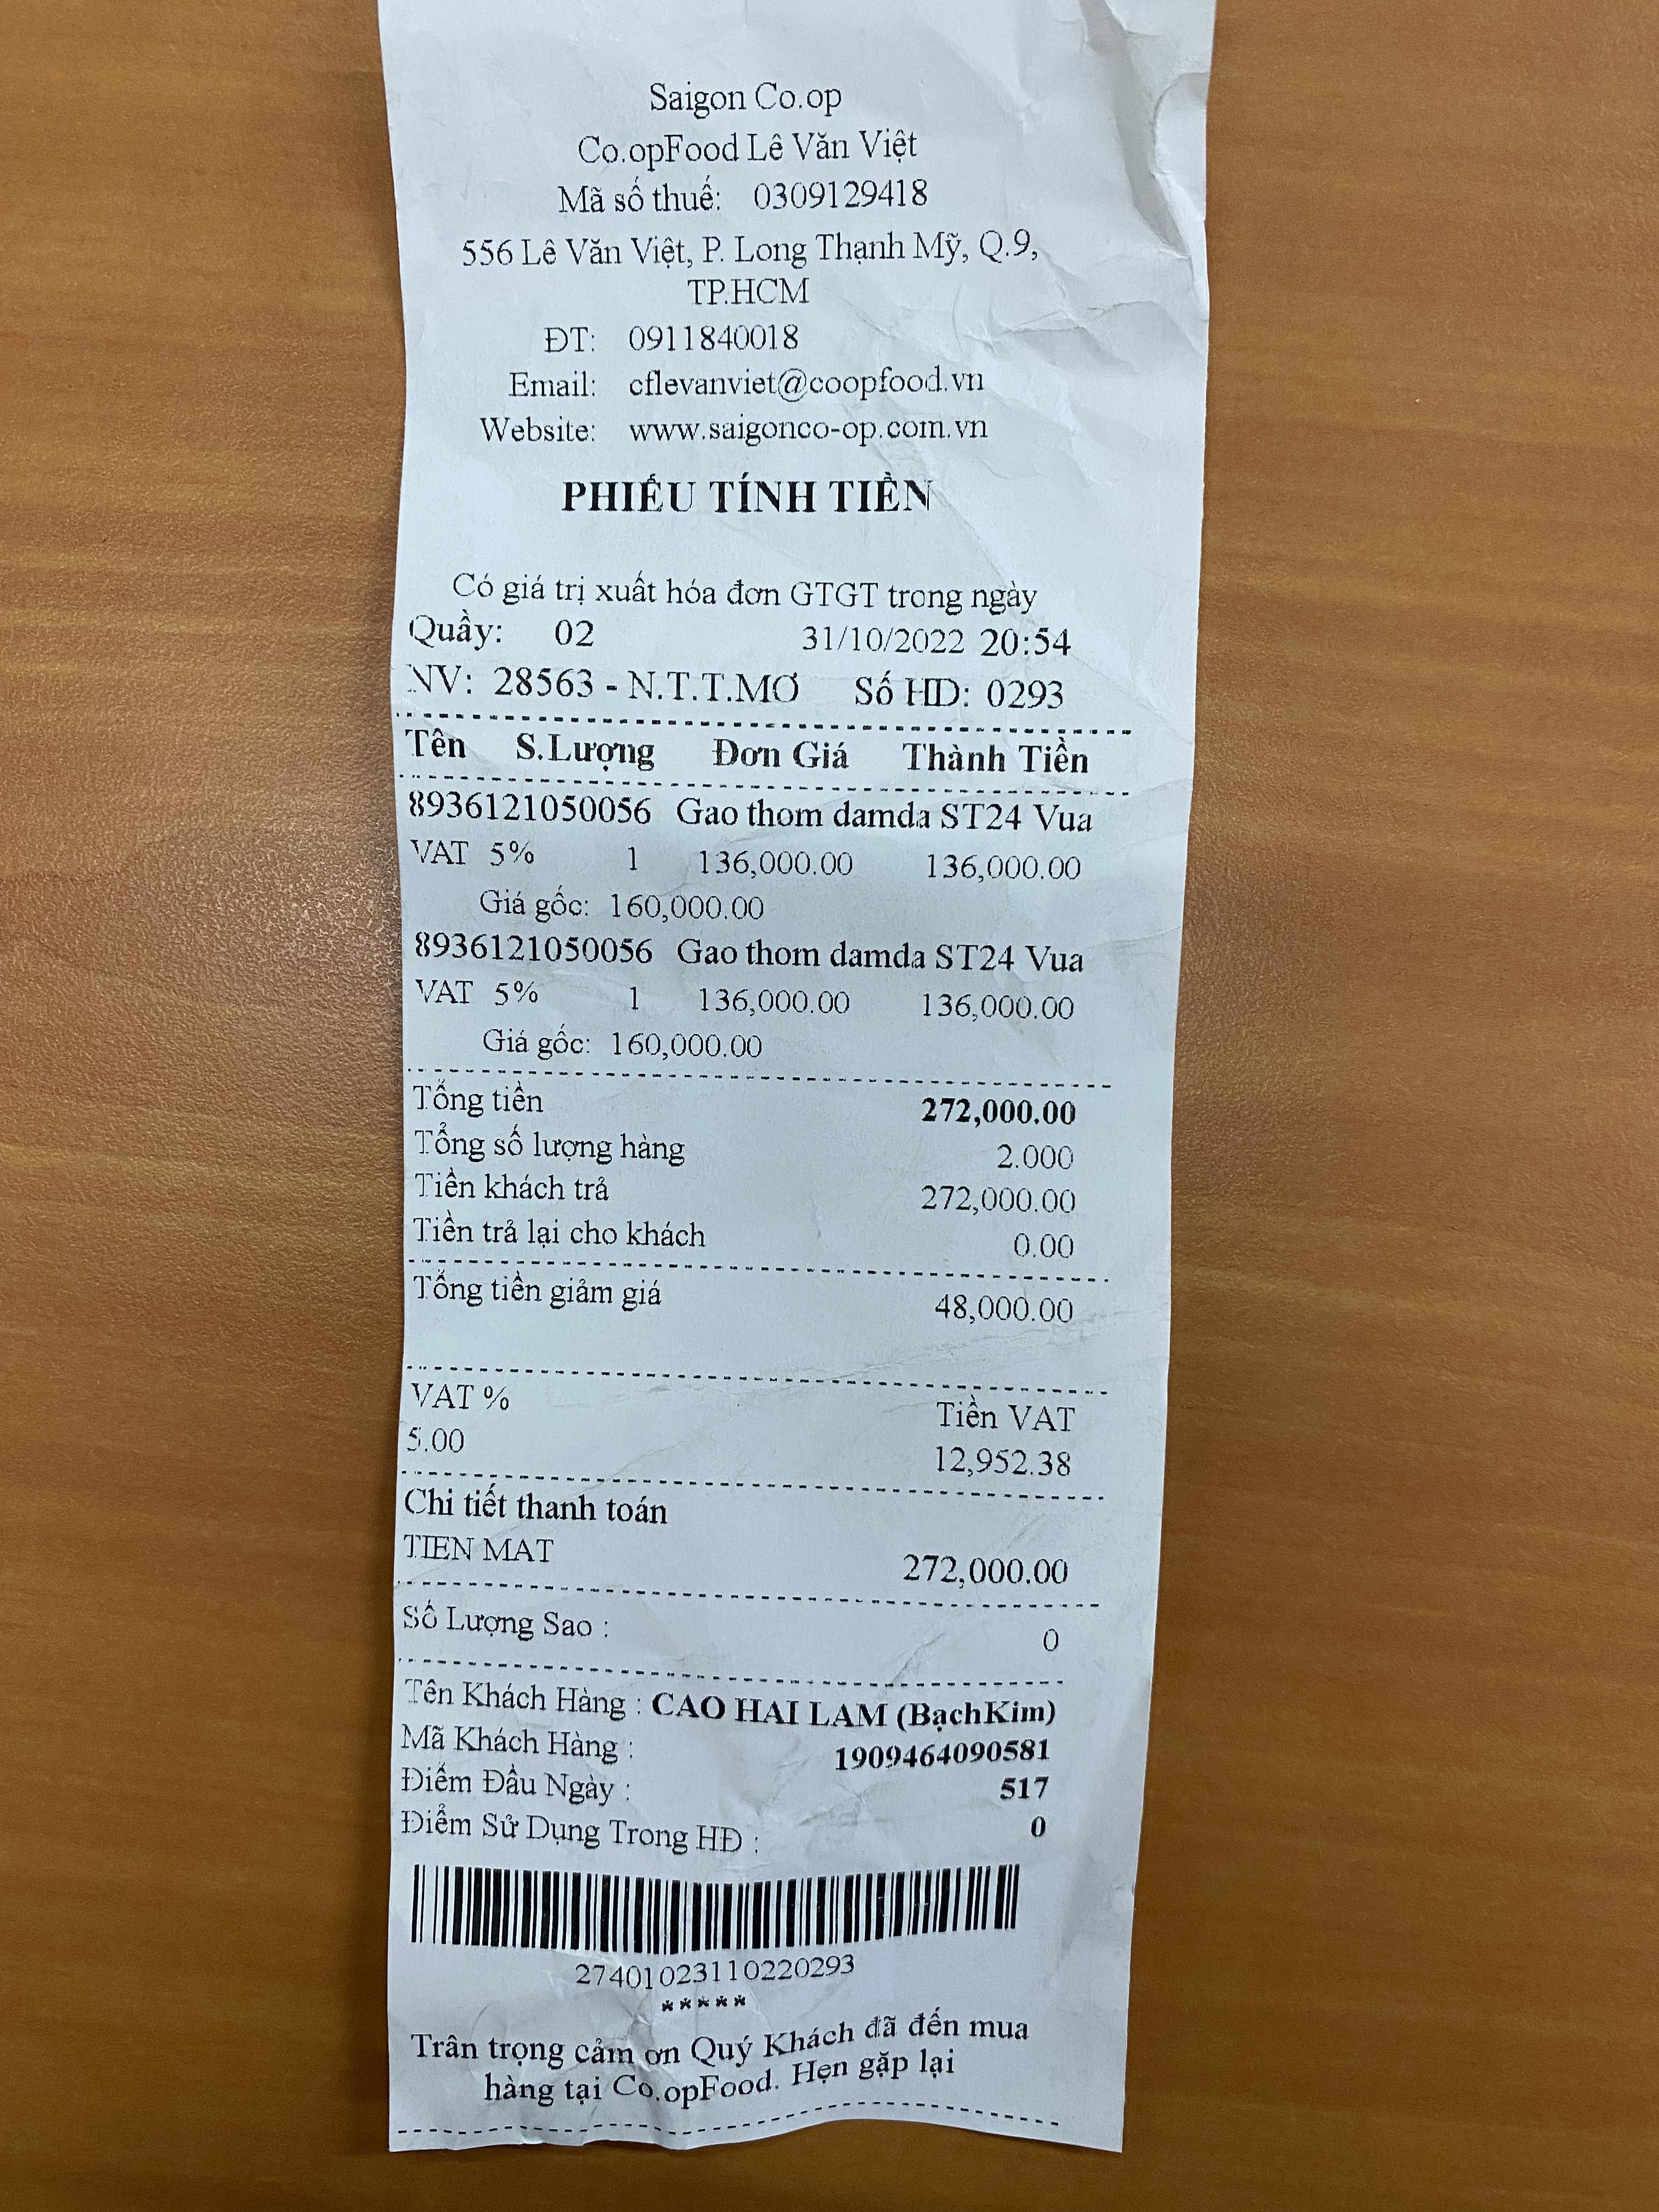 Saigon Co.op
Co.opFood Lê Văn Việt
Mã số thuế: 0309129418
556 Lê Văn Việt, P. Long Thạnh Mỹ, Q.9,
TP.HCM
ĐT: 0911840018
Email: cflevanviet@coopfood.vn
Website: www.saigonco-op.com.vn
PHIẾU TÍNH TIỀN
Có giá trị xuất hóa đơn GTGT trong ngày
Quầy: 02 31/10/2022 20:54
NV: 28563 - N.T.T.MƠ Số HD: 0293
Tên S.Lượng Đơn Giá Thành Tiền
8936121050056 Gao thom damda ST24 Vua
VAT 5% 1 136,000.00 136,000.00
Giá gốc: 160,000.00
8936121050056 Gao thom damda ST24 Vua
VAT 5% 1 136,000.00 136,000.00
Giá gốc: 160,000.00
Tổng tiền 272,000.00
Tổng số lượng hàng 2.000
Tiền khách trả 272,000.00
Tiền trả lại cho khách 0.00
Tổng tiền giảm giá 48,000.00
VAT % Tiền VAT
5.00 12,952.38
Chi tiết thanh toán
TIEN MAT 272,000.00
Số Lượng Sao : 0
Tên Khách Hàng : CAO HAI LAM (BạchKim)
Mã Khách Hàng : 1909464090581
Điểm Đầu Ngày : 517
Điểm Sử Dụng Trong HĐ : 0
27401023110220293
*****
Trân trọng cảm ơn Quý Khách đã đến mua
hàng tại Co.opFood. Hẹn gặp lại